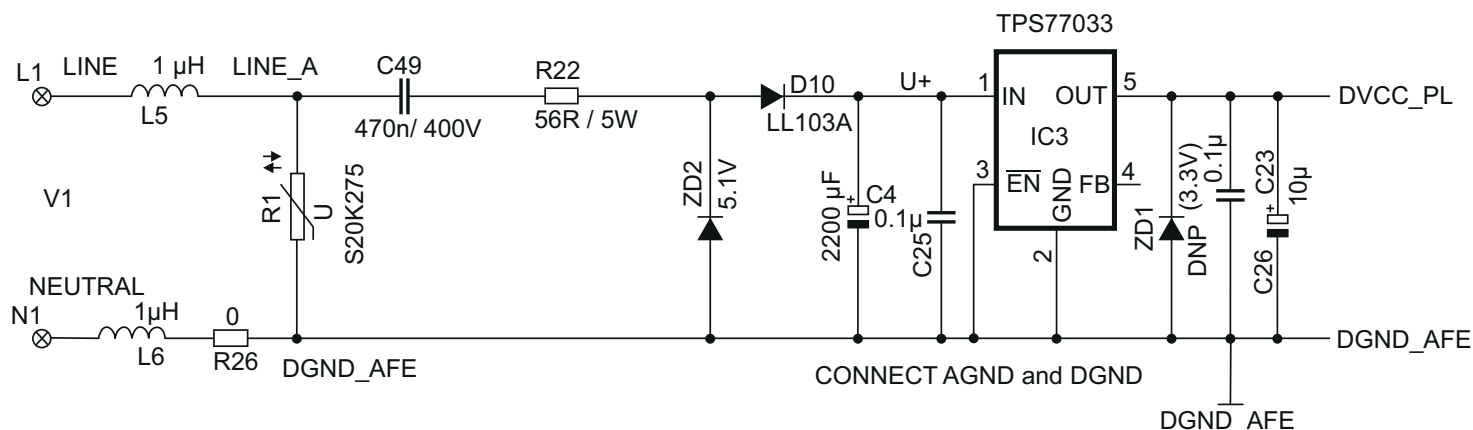 TPS77033
L1
LINE
1 µH
LINE_A
C49
R22
D10
U+
1
5
L5
470n/ 400V
56R / 5W
LL103A
IN
OUT
DVCC_PL
IC3
V1
R1
U
S20K275
ZD2
5.1V
2200 µF
+
C4
0.1µ
C25
3
EN
GND
FB
4
2
ZD1
(3.3V)
DNP
0.1µ
C23
10µ
+
C26
NEUTRAL
N1
1µH
0
L6
R26
DGND_AFE
CONNECT AGND and DGND
DGND_AFE
DGND_AFE